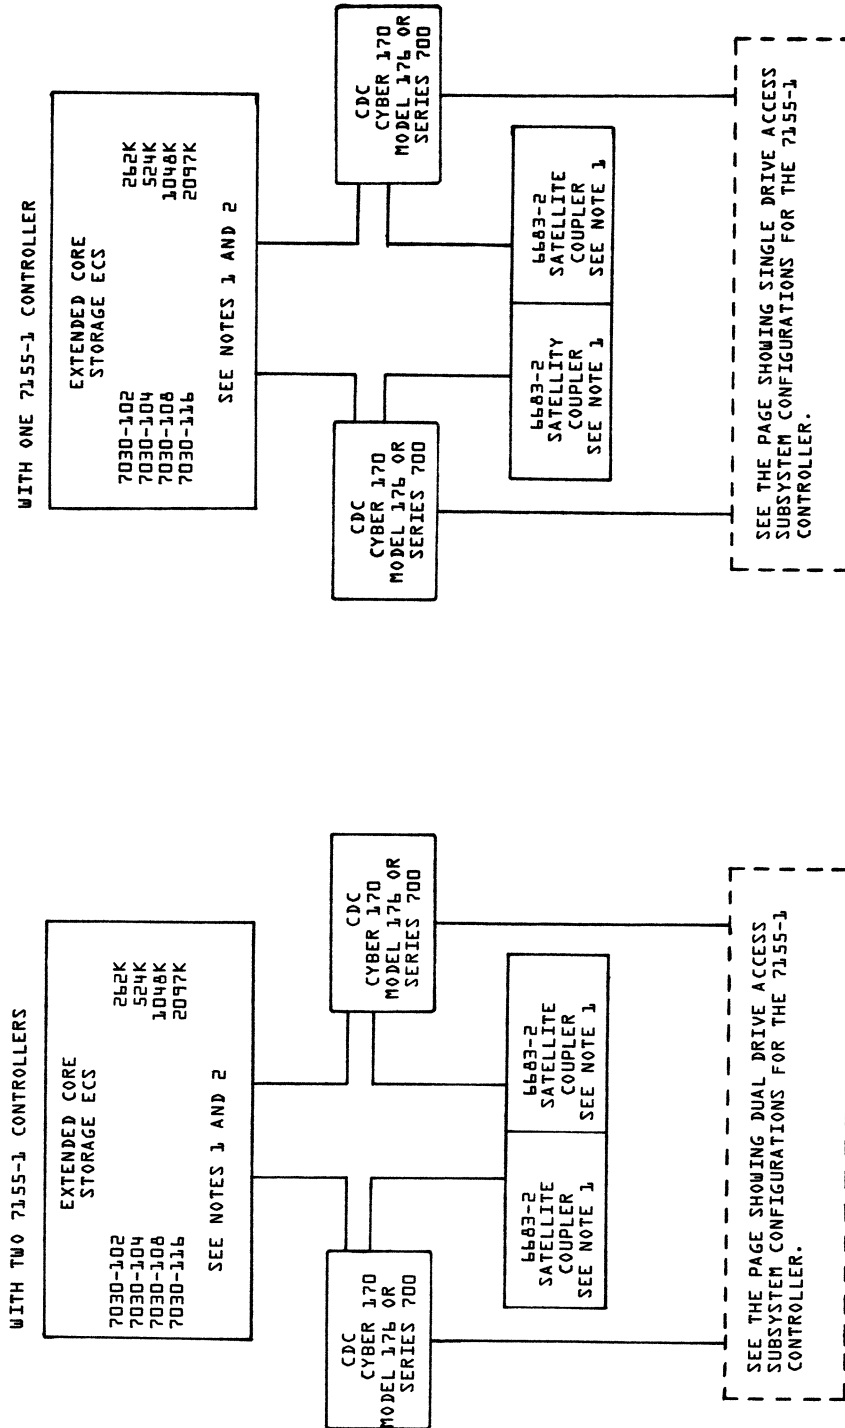 WITH TWO 7155-1 CONTROLLERS
EXTENDED CORE
STORAGE ECS
7030-102 262K
7030-104 524K
7030-108 1048K
7030-116 2097K
SEE NOTES 1 AND 2
CDC
CYBER 170
MODEL 176 OR
SERIES 700
CDC
CYBER 170
MODEL 176 OR
SERIES 700
6683-2
SATELLITE
COUPLER
SEE NOTE 1
6683-2
SATELLITE
COUPLER
SEE NOTE 1
SEE THE PAGE SHOWING DUAL DRIVE ACCESS
SUBSYSTEM CONFIGURATIONS FOR THE 7155-1
CONTROLLER.
WITH ONE 7155-1 CONTROLLER
EXTENDED CORE
STORAGE ECS
7030-102 262K
7030-104 524K
7030-108 1048K
7030-116 2097K
SEE NOTES 1 AND 2
CDC
CYBER 170
MODEL 176 OR
SERIES 700
CDC
CYBER 170
MODEL 176 OR
SERIES 700
6683-2
SATELLITY
COUPLER
SEE NOTE 1
6683-2
SATELLITE
COUPLER
SEE NOTE 1
SEE THE PAGE SHOWING SINGLE DRIVE ACCESS
SUBSYSTEM CONFIGURATIONS FOR THE 7155-1
CONTROLLER.